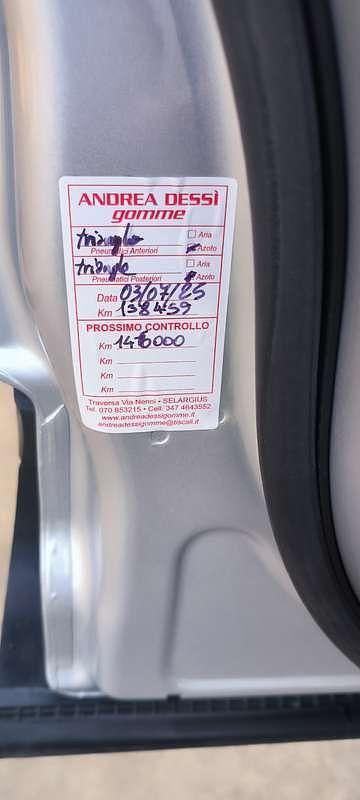 ANDREA DESSÌ
gomme
triangle ☐ Aria
Pneumatici Anteriori Azoto
triangle ☐ Aria
Pneumatici Posteriori Azoto
Data 03/07/25
Km 138459
PROSSIMO CONTROLLO
Km 146000
Km
Km
Km
Traversa Via Nenni • SELARGIUS
Tel. 070 853215 • Cell. 347 4643552
www.andreadessigomme.it
andreadessigomme@tiscali.it